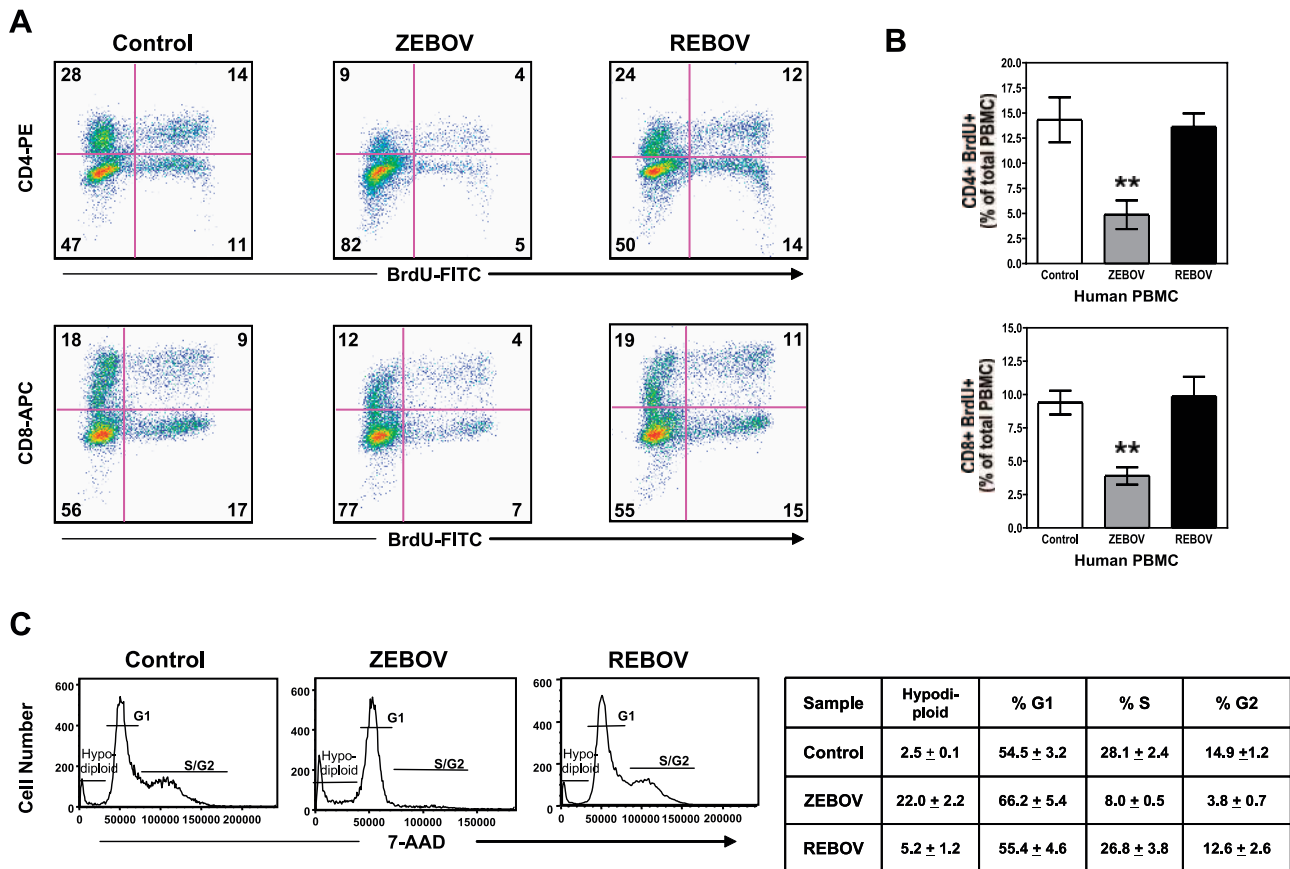 A
Control ZEBOV REBOV
28 14 9 4 24 12
CD4-PE
47 11 82 5 50 14
BrdU-FITC
18 9 12 4 19 11
CD8-APC
56 17 77 7 55 15
BrdU-FITC
B
20.0
17.5
15.0
12.5
10.0
7.5
5.0
2.5
0.0
CD4+ BrdU+
(% of total PBMC)
**
Control ZEBOV REBOV
Human PBMC
15.0
12.5
10.0
7.5
5.0
2.5
0.0
CD8+ BrdU+
(% of total PBMC)
**
Control ZEBOV REBOV
Human PBMC
C
Control ZEBOV REBOV
Cell Number
600
400
200
0
G1
Hypo-
diploid
S/G2
0 50000 100000 150000 200000
600
400
200
0
G1
Hypo-
diploid
S/G2
0 50000 100000 150000
600
400
200
0
G1
Hypo-
diploid
S/G2
0 50000 100000 150000 200000
7-AAD
Sample Hypodi-
ploid % G1 % S % G2
Control 2.5 ± 0.1 54.5 ± 3.2 28.1 ± 2.4 14.9 ±1.2
ZEBOV 22.0 ± 2.2 66.2 ± 5.4 8.0 ± 0.5 3.8 ± 0.7
REBOV 5.2 ± 1.2 55.4 ± 4.6 26.8 ± 3.8 12.6 ± 2.6